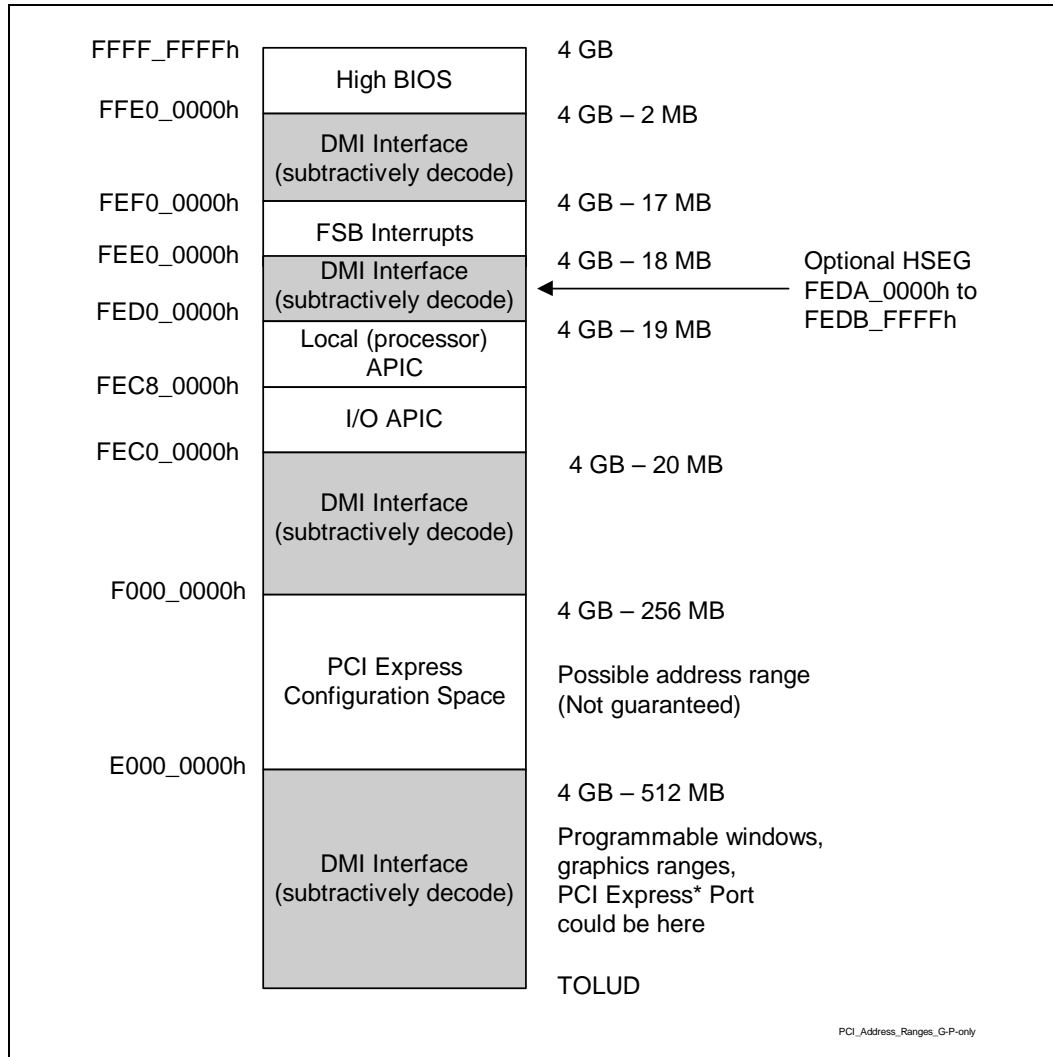 FFFF_FFFFh
4 GB
High BIOS
FFE0_0000h
4 GB – 2 MB
DMI Interface
(subtractively decode)
FEF0_0000h
4 GB – 17 MB
FSB Interrupts
FEE0_0000h
4 GB – 18 MB
DMI Interface
(subtractively decode)
Optional HSEG
FEDA_0000h to
FEDB_FFFFh
FED0_0000h
4 GB – 19 MB
Local (processor)
APIC
FEC8_0000h
I/O APIC
FEC0_0000h
4 GB – 20 MB
DMI Interface
(subtractively decode)
F000_0000h
4 GB – 256 MB
PCI Express
Configuration Space
Possible address range
(Not guaranteed)
E000_0000h
4 GB – 512 MB
DMI Interface
(subtractively decode)
Programmable windows,
graphics ranges,
PCI Express* Port
could be here
TOLUD
PCI_Address_Ranges_G-P-only